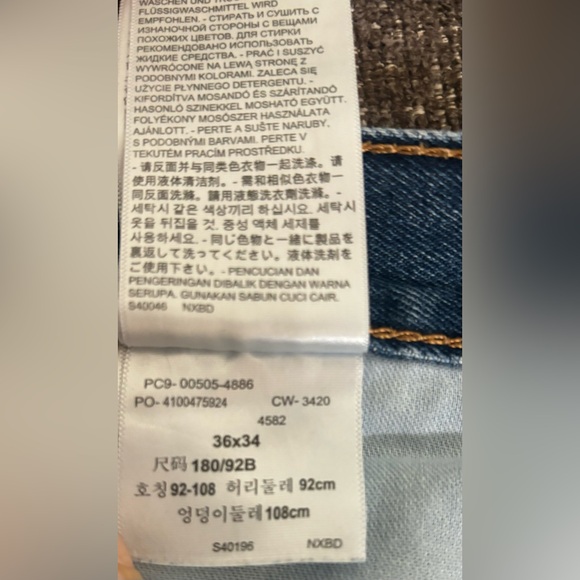 WASCHEN UND
FLÜSSIGWASCHMITTEL WIRD
EMPFOHLEN. - СТИРАТЬ И СУШИТЬ С
ИЗНАНОЧНОЙ СТОРОНЫ С ВЕЩАМИ
ПОХОЖИХ ЦВЕТОВ. ДЛЯ СТИРКИ
РЕКОМЕНДОВАНО ИСПОЛЬЗОВАТЬ
ЖИДКИЕ СРЕДСТВА. - PRAĆ I SUSZYĆ
WYWRÓCONE NA LEWĄ STRONĘ Z
PODOBNYMI KOLORAMI. ZALECA SIĘ
UŻYCIE PŁYNNEGO DETERGENTU. -
KIFORDÍTVA MOSANDÓ ÉS SZÁRÍTANDÓ
HASONLÓ SZINEKKEL MOSHATÓ EGYÜTT.
FOLYÉKONY MOSÓSZER HASZNÁLATA
AJÁNLOTT. - PERTE A SUŠTE NARUBY,
S PODOBNÝMI BARVAMI. PERTE V
TEKUTÉM PRACÍM PROSTŘEDKU.
- 请反面并与同类色衣物一起洗涤。请
使用液体清洁剂。- 需和相似色衣物一
同反面洗滌。請用液態洗衣劑洗滌。-
세탁시 같은 색상끼리 하십시요. 세탁시
옷을 뒤집을 것. 중성 액체 세제를
사용하세요. - 同じ色物と一緒に製品を
裏返して洗ってください。液体洗剤をご
使用下さい。- PENCUCIAN DAN
PENGERINGAN DIBALIK DENGAN WARNA
SERUPA. GUNAKAN SABUN CUCI CAIR.
S40046 NXBD
PC9- 00505-4886
PO- 4100475924 CW- 3420
4582
36x34
尺码 180/92B
호칭 92-108 허리둘레 92cm
엉덩이둘레 108cm
S40196 NXBD